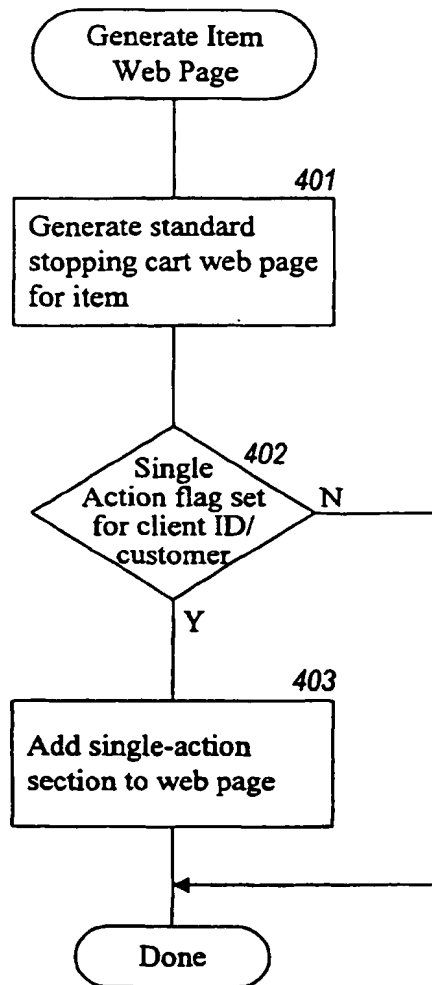 Generate Item
Web Page
401
Generate standard
stopping cart web page
for item
402
Single
Action flag set
for client ID/
customer
N
Y
403
Add single-action
section to web page
Done